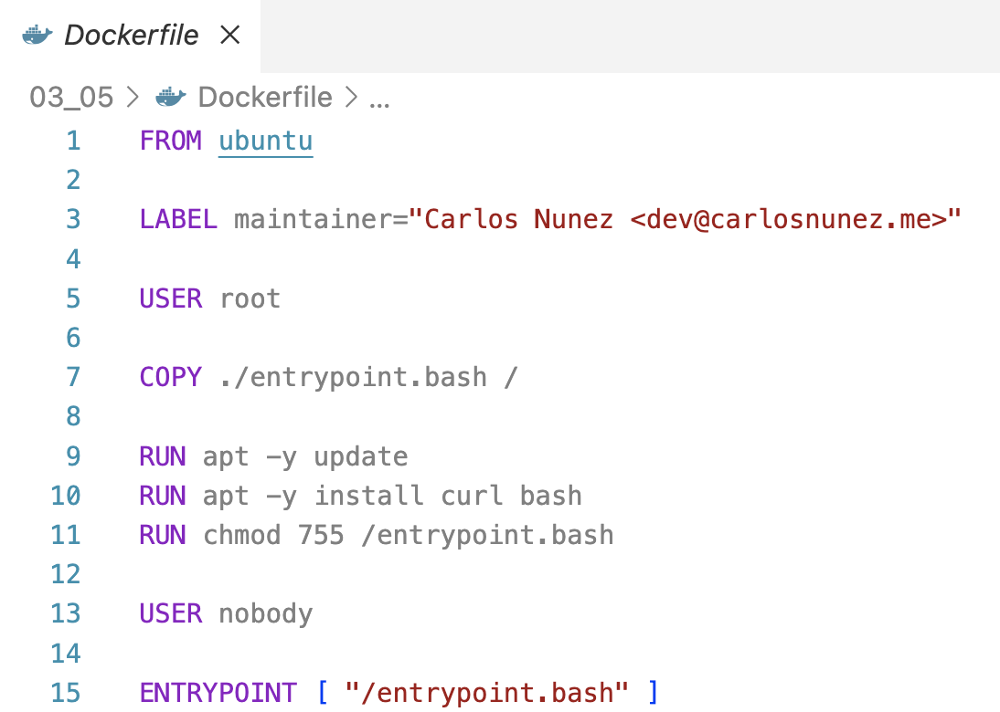 Dockerfile ×
03_05 > Dockerfile > ...
1 FROM ubuntu
2
3 LABEL maintainer="Carlos Nunez <dev@carlosnunez.me>"
4
5 USER root
6
7 COPY ./entrypoint.bash /
8
9 RUN apt -y update
10 RUN apt -y install curl bash
11 RUN chmod 755 /entrypoint.bash
12
13 USER nobody
14
15 ENTRYPOINT [ "/entrypoint.bash" ]